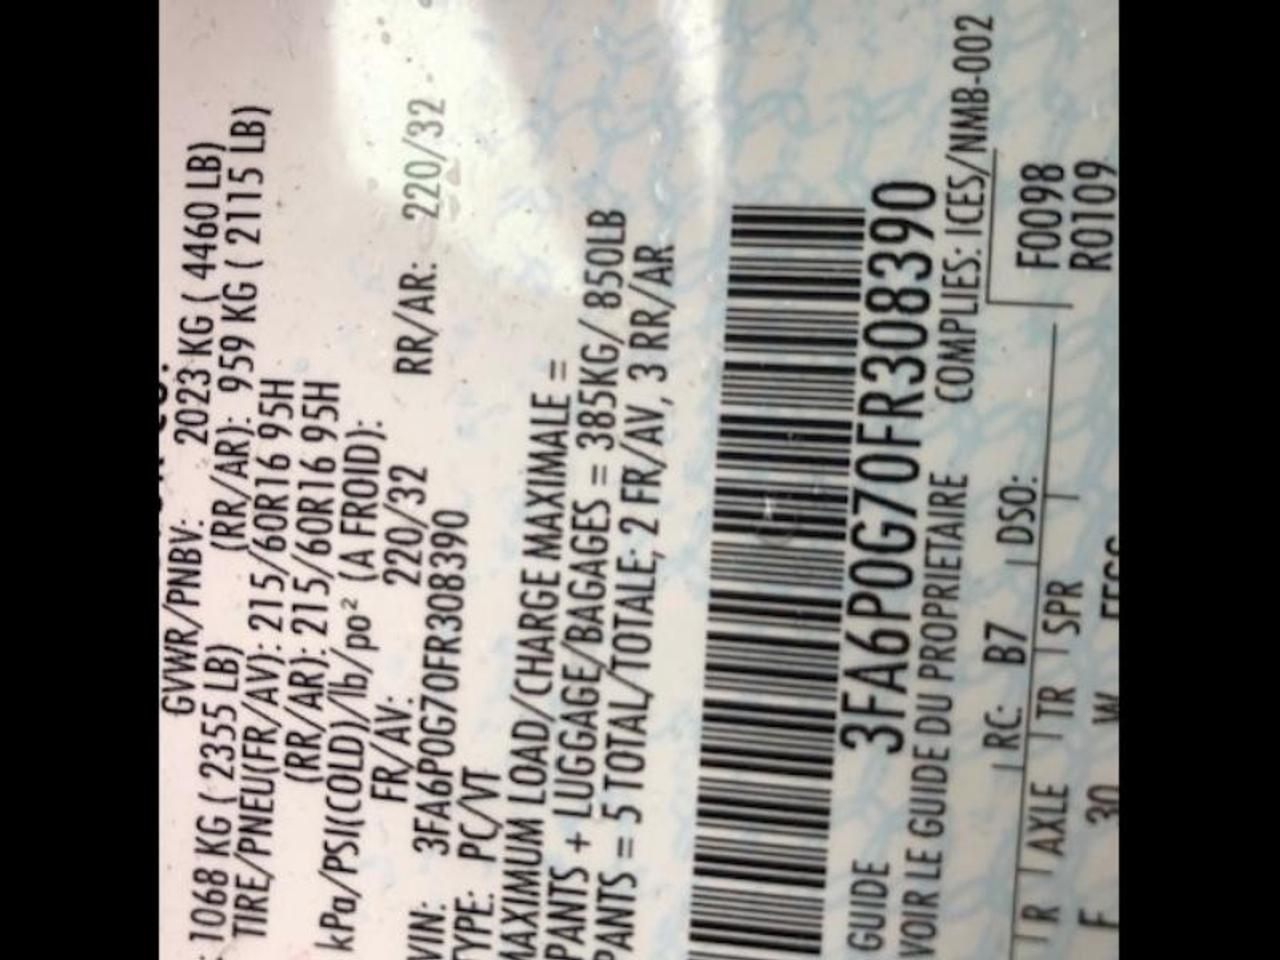 GVWR/PNBV: 2023 KG ( 4460 LB)
1068 KG ( 2355 LB) (RR/AR): 959 KG ( 2115 LB)
TIRE/PNEU(FR/AV): 215/60R16 95H
(RR/AR): 215/60R16 95H
kPa/PSI(COLD)/lb/po² (A FROID):
FR/AV: 220/32 RR/AR: 220/32
VIN: 3FA6P0G70FR308390
TYPE: PC/VT
MAXIMUM LOAD/CHARGE MAXIMALE =
PANTS + LUGGAGE/BAGAGES = 385KG/ 850LB
PANTS = 5 TOTAL/TOTALE; 2 FR/AV, 3 RR/AR
3FA6P0G70FR308390
GUIDE
VOIR LE GUIDE DU PROPRIETAIRE COMPLIES: ICES/NMB-002
RC: B7 DSO: F0098
R AXLE TR SPR R0109
F 30 W